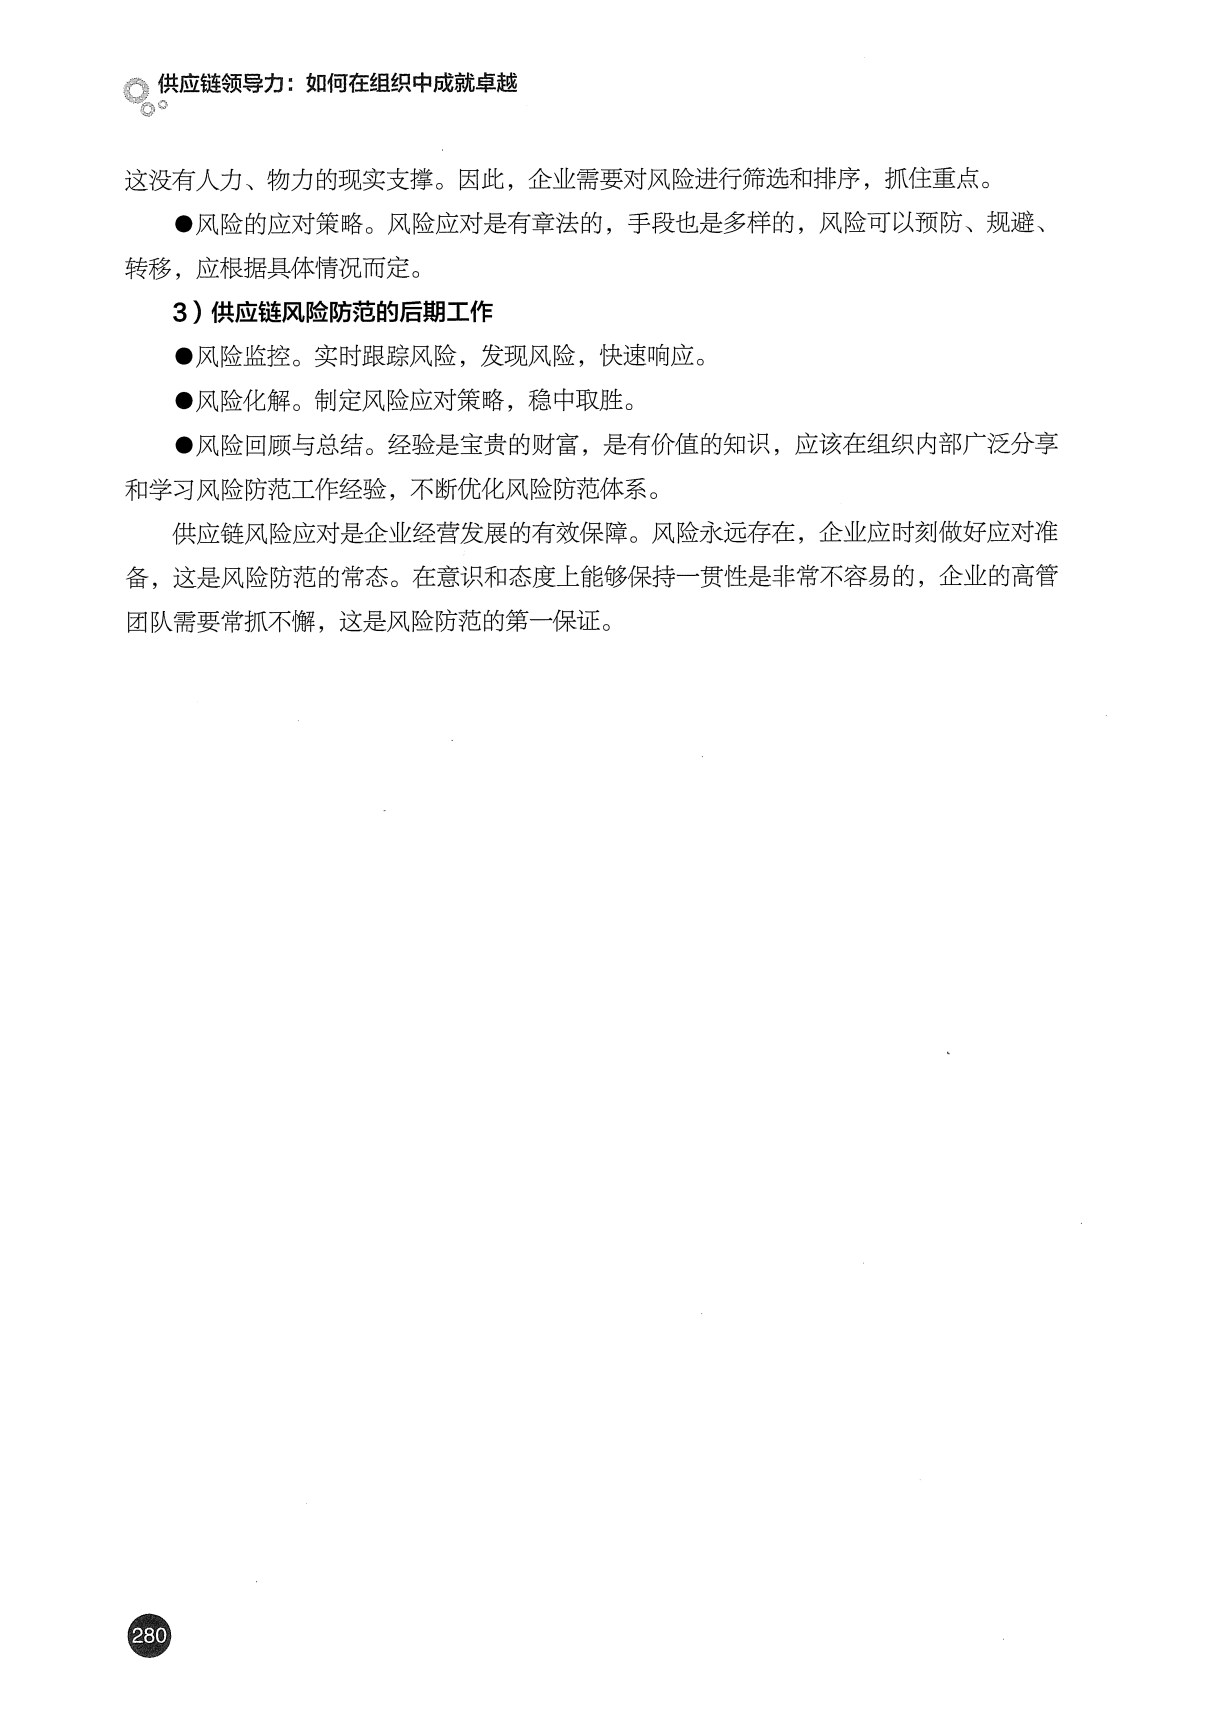 供应链领导力：如何在组织中成就卓越
这没有人力、物力的现实支撑。因此，企业需要对风险进行筛选和排序，抓住重点。
●风险的应对策略。风险应对是有章法的，手段也是多样的，风险可以预防、规避、
转移，应根据具体情况而定。
3）供应链风险防范的后期工作
●风险监控。实时跟踪风险，发现风险，快速响应。
●风险化解。制定风险应对策略，稳中取胜。
●风险回顾与总结。经验是宝贵的财富，是有价值的知识，应该在组织内部广泛分享
和学习风险防范工作经验，不断优化风险防范体系。
供应链风险应对是企业经营发展的有效保障。风险永远存在，企业应时刻做好应对准
备，这是风险防范的常态。在意识和态度上能够保持一贯性是非常不容易的，企业的高管
团队需要常抓不懈，这是风险防范的第一保证。
280